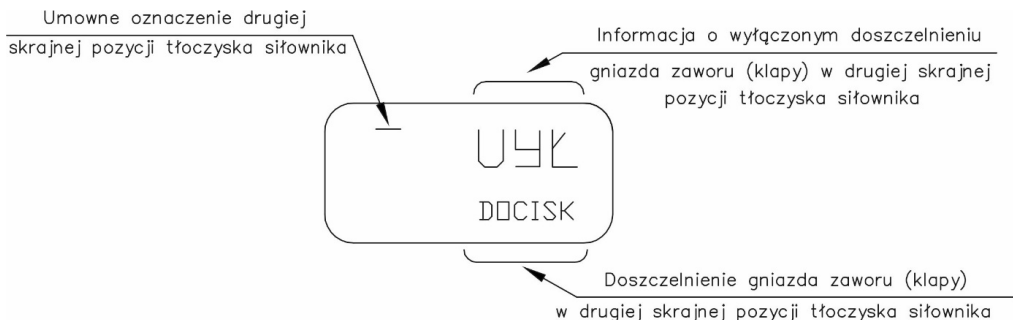 Umowne oznaczenie drugiej
skrajnej pozycji tłoczyska siłownika
Informacja o wyłączonym doszczelnieniu
gniazda zaworu (klapy) w drugiej skrajnej
pozycji tłoczyska siłownika
WYŁ
DOCISK
Doszczelnienie gniazda zaworu (klapy)
w drugiej skrajnej pozycji tłoczyska siłownika